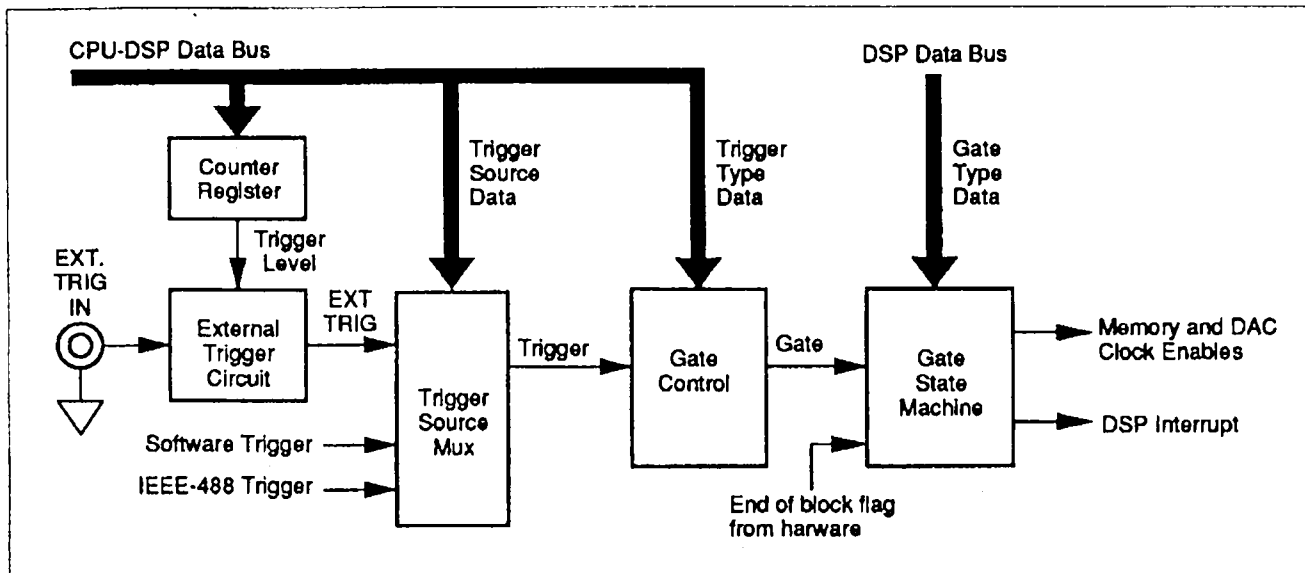 CPU-DSP Data Bus
DSP Data Bus
Counter
Register
Trigger
Source
Data
Trigger
Type
Data
Gate
Type
Data
Trigger
Level
EXT.
TRIG
IN
External
Trigger
Circuit
EXT
TRIG
Trigger
Source
Mux
Trigger
Gate
Control
Gate
Gate
State
Machine
Memory and DAC
Clock Enables
DSP Interrupt
Software Trigger
IEEE-488 Trigger
End of block flag
from harware